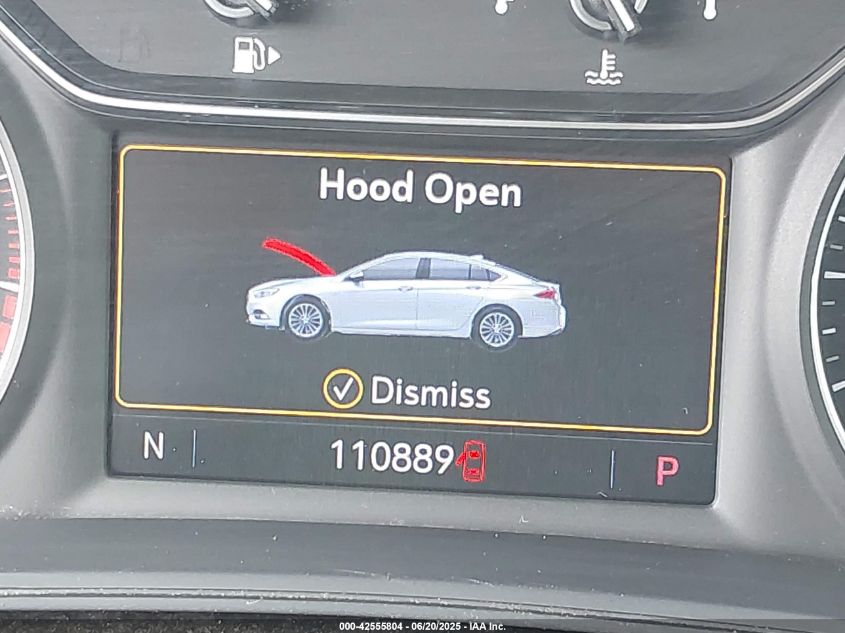 Hood Open
Dismiss
N
110889
P
000-42555804 - 06/20/2025 - IAA Inc.